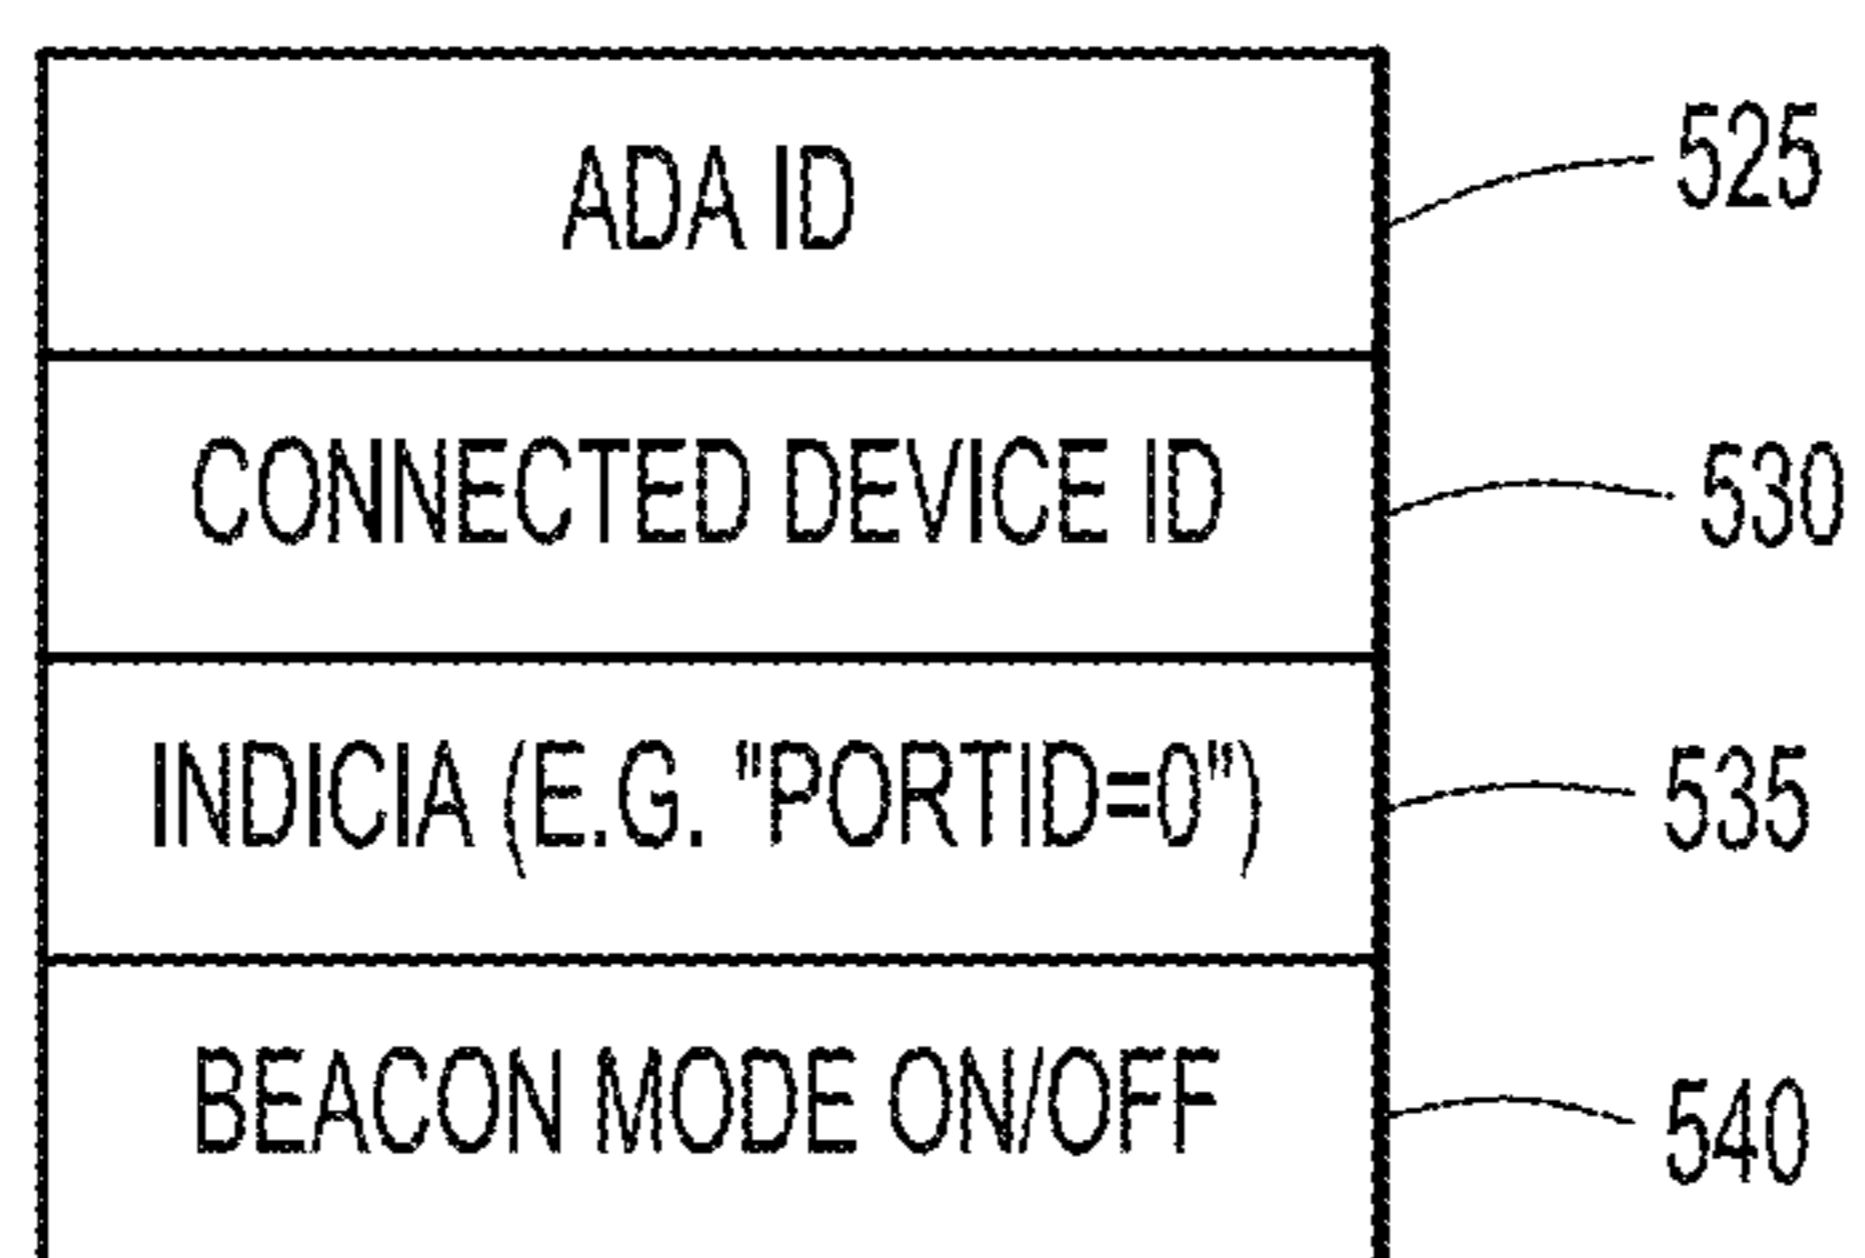 ADA ID
525
CONNECTED DEVICE ID
530
INDICIA (E.G. "PORTID=0")
535
BEACON MODE ON/OFF
540